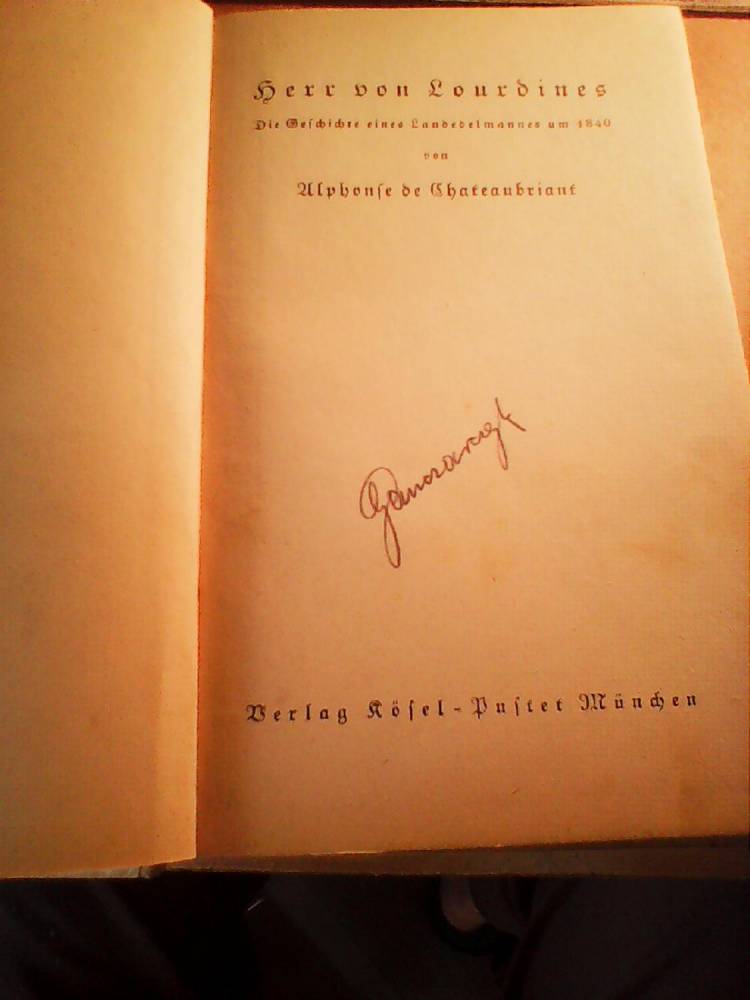 Herr von Lourdines
Die Geschichte eines Landedelmannes um 1840
von
Alphonse de Chateaubriant
Verlag Kösel-Pustet München